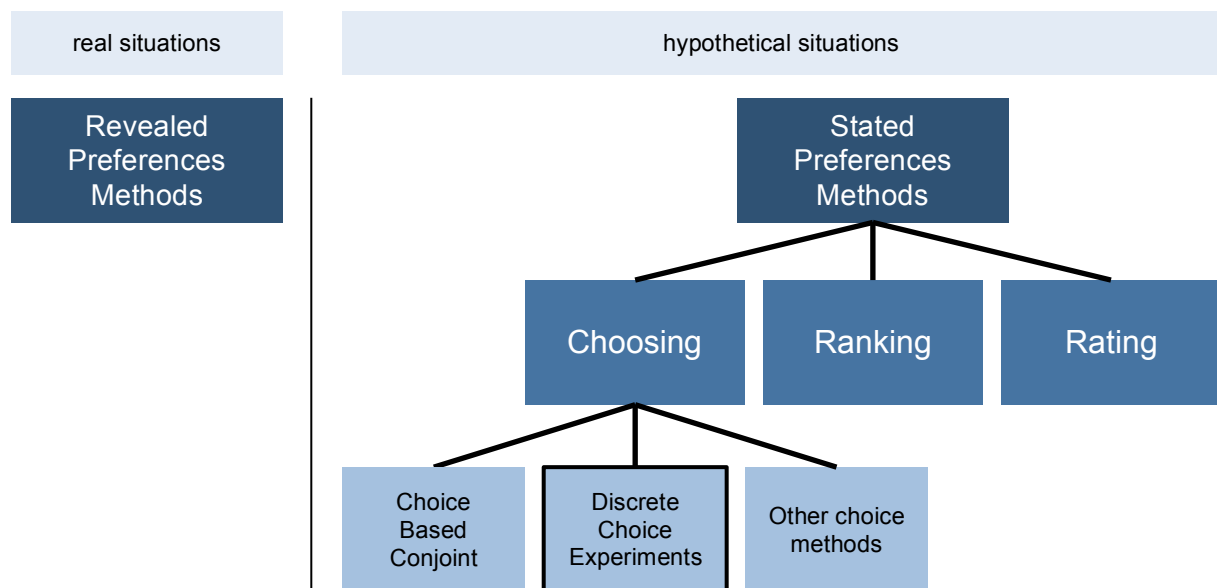 real situations
hypothetical situations
Revealed
Preferences
Methods
Stated
Preferences
Methods
Choosing
Ranking
Rating
Choice
Based
Conjoint
Discrete
Choice
Experiments
Other choice
methods